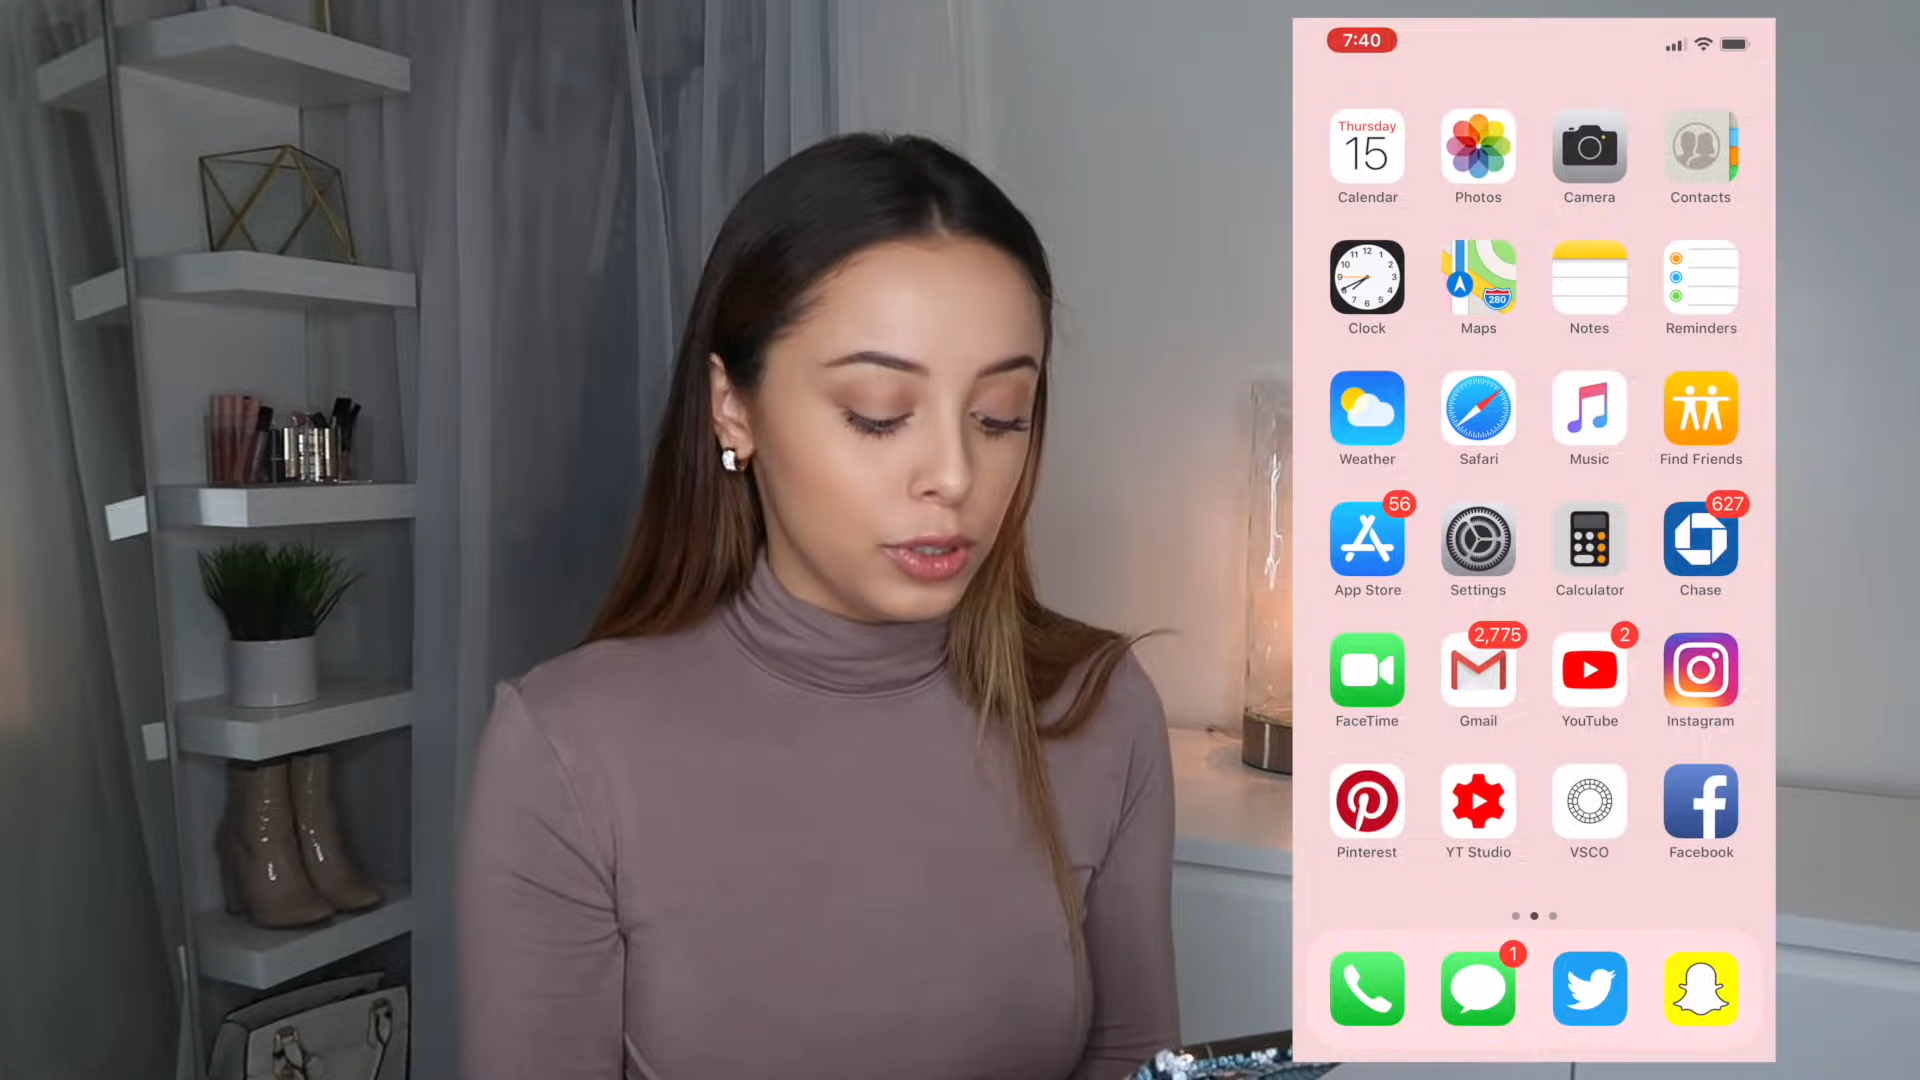 7:40
Thursday
15
Calendar
Photos
Camera
Contacts
280
Clock
Maps
Notes
Reminders
Weather
Safari
Music
Find Friends
56
627
App Store
Settings
Calculator
Chase
2,775
2
FaceTime
Gmail
YouTube
Instagram
Pinterest
YT Studio
VSCO
Facebook
1